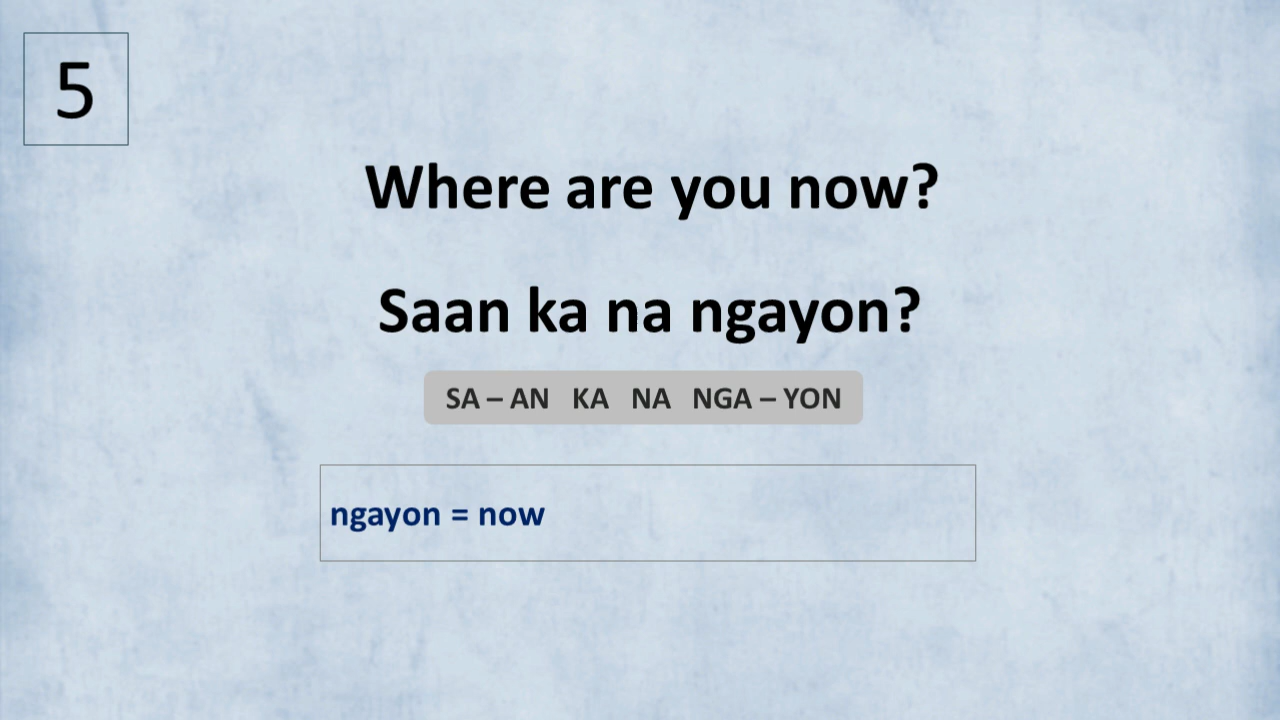 5
Where are you now?
Saan ka na ngayon?
SA – AN KA NA NGA – YON
ngayon = now